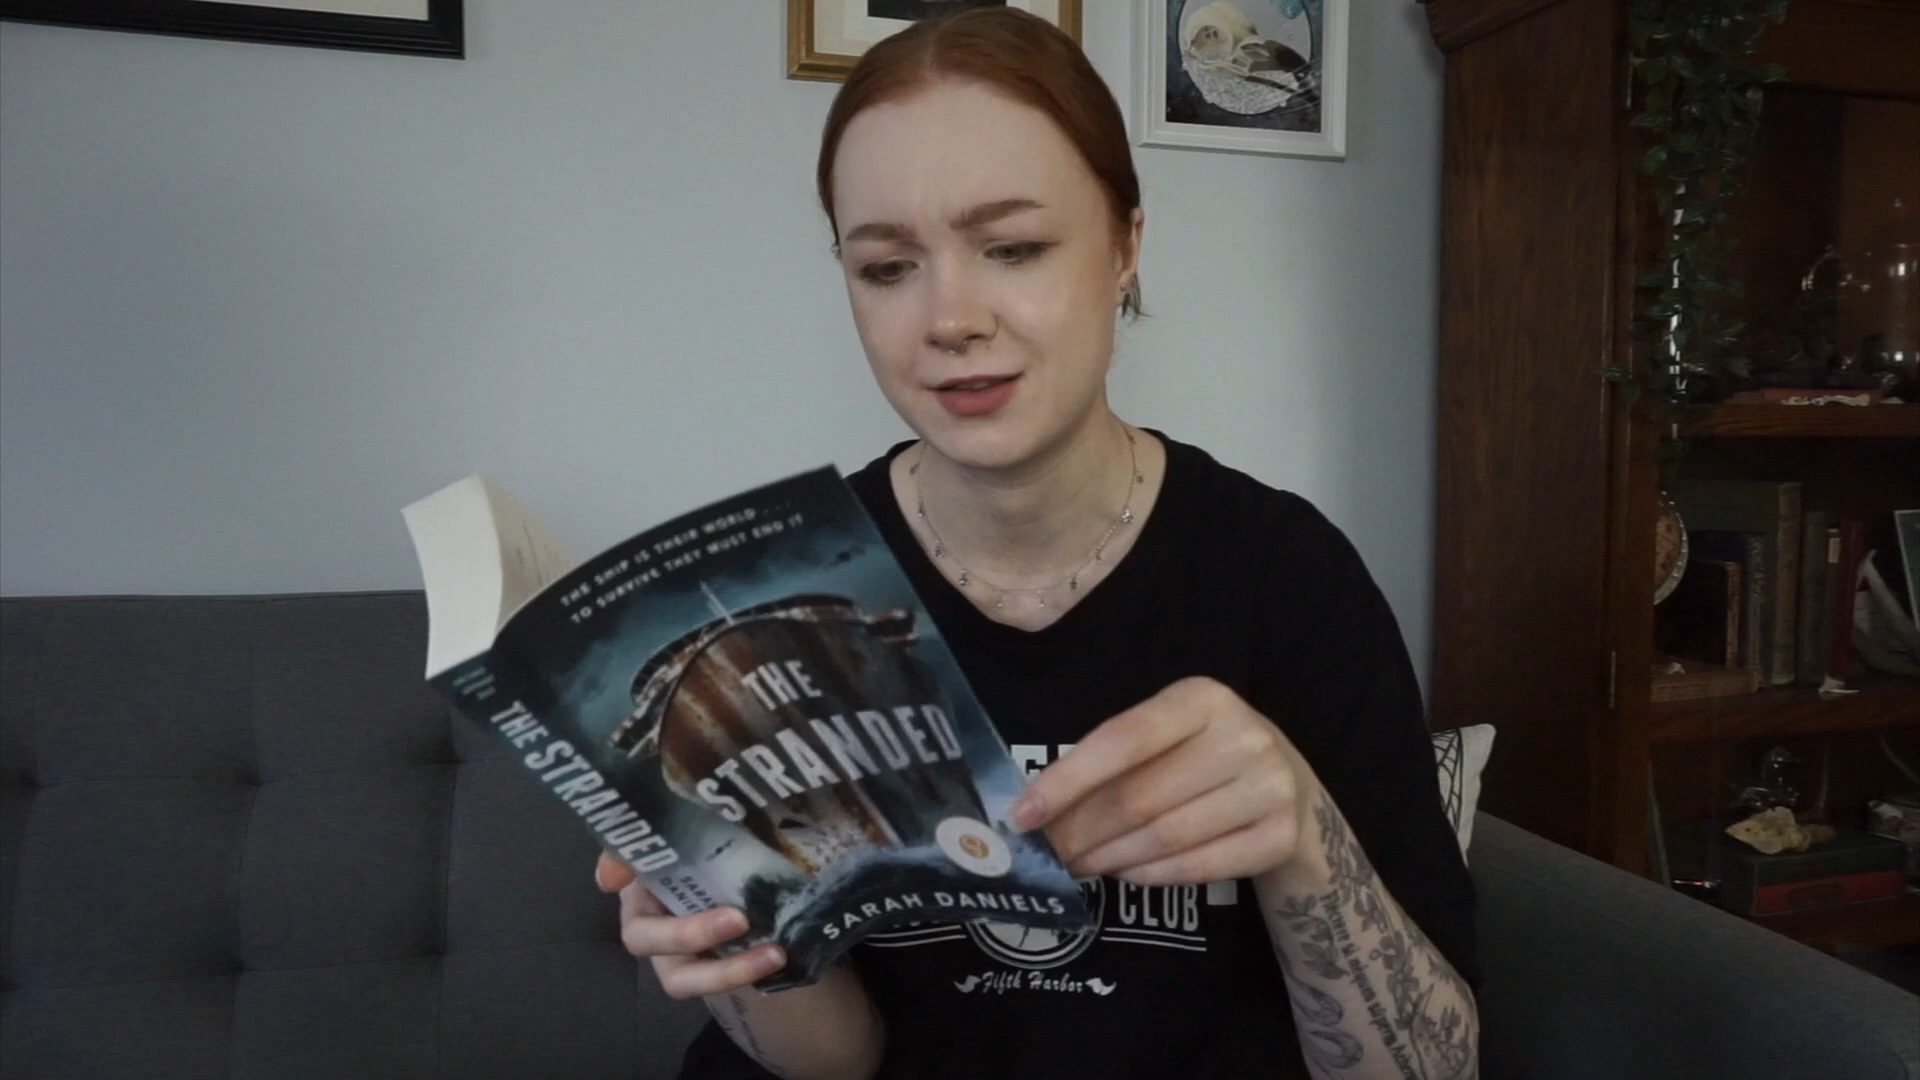 THE SHIP IS THEIR WORLD . . .
TO SURVIVE THEY MUST END IT
THE
STRANDED
SARAH DANIELS
THE STRANDED
SARAH
CLUB
Fifth Harbor